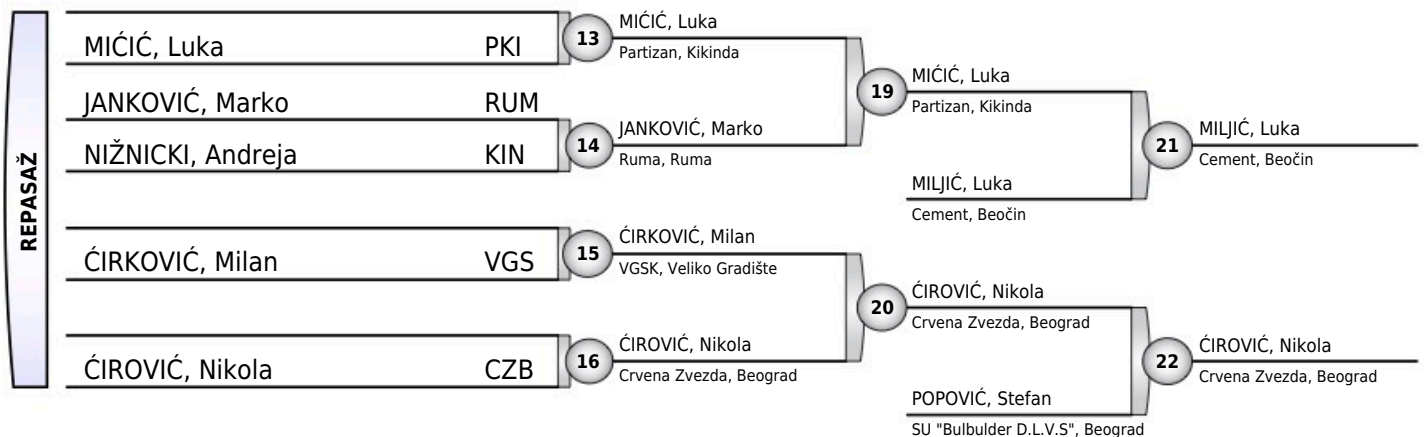 REPASAŽ
MIĆIĆ, Luka PKI
JANKOVIĆ, Marko RUM
NIŽNICKI, Andreja KIN
ĆIRKOVIĆ, Milan VGS
ĆIROVIĆ, Nikola CZB
13
MIĆIĆ, Luka
Partizan, Kikinda
14
JANKOVIĆ, Marko
Ruma, Ruma
15
ĆIRKOVIĆ, Milan
VGSK, Veliko Gradište
16
ĆIROVIĆ, Nikola
Crvena Zvezda, Beograd
19
MIĆIĆ, Luka
Partizan, Kikinda
MILJIĆ, Luka
Cement, Beočin
20
ĆIROVIĆ, Nikola
Crvena Zvezda, Beograd
POPOVIĆ, Stefan
SU "Bulbulder D.L.V.S", Beograd
21
MILJIĆ, Luka
Cement, Beočin
22
ĆIROVIĆ, Nikola
Crvena Zvezda, Beograd